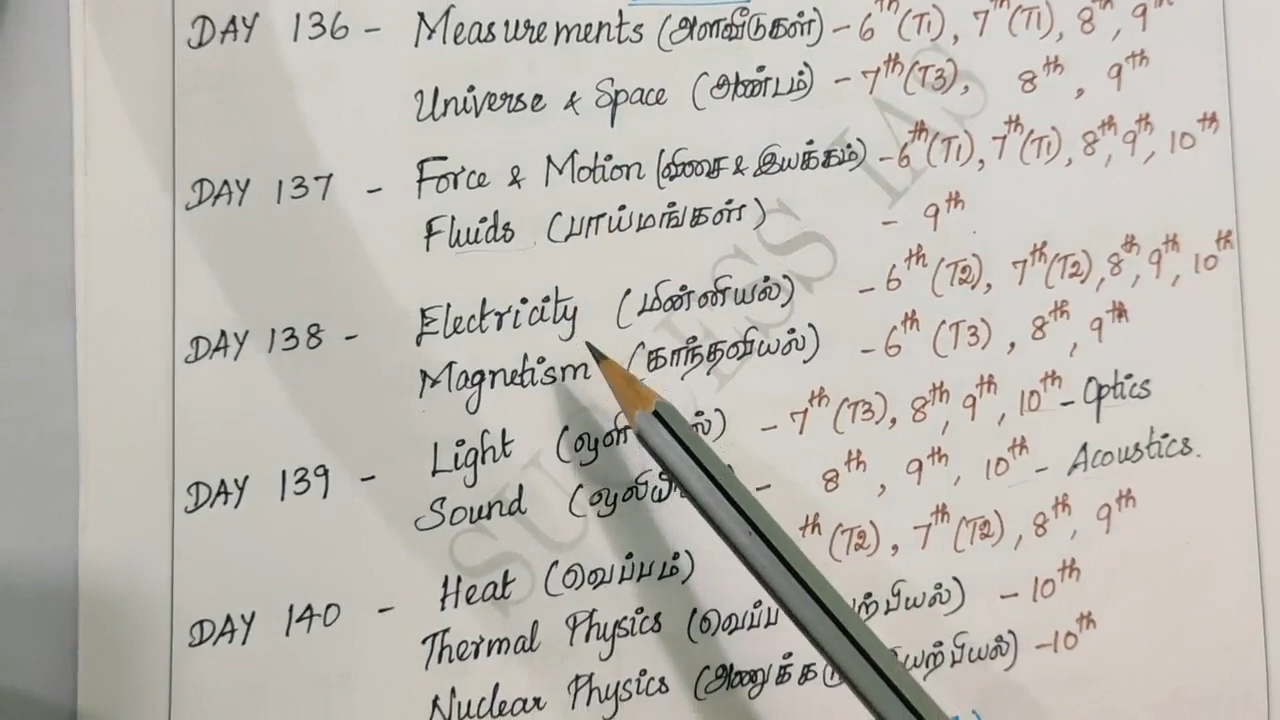 DAY 136 - Measurements (அளவீடுகள்) - 6th (T1), 7th (T1), 8th, 9th
Universe & Space (அண்டம்) - 7th (T3), 8th, 9th
DAY 137 - Force & Motion (விசை & இயக்கம்) - 6th (T1), 7th (T1), 8th, 9th, 10th
Fluids (பாய்மங்கள்) - 9th
DAY 138 - Electricity (மின்னியல்) - 6th (T2), 7th (T2), 8th, 9th, 10th
Magnetism (காந்தவியல்) - 6th (T3), 8th, 9th
DAY 139 - Light - 7th (T3), 8th, 9th, 10th - Optics
Sound - 8th, 9th, 10th - Acoustics.
DAY 140 - Heat (வெப்பம்) th (T2), 7th (T2), 8th, 9th
Thermal Physics - 10th
Nuclear Physics - 10th